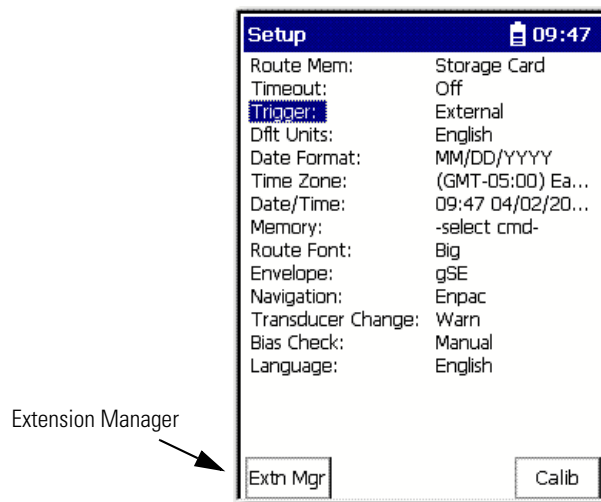 Setup 09:47
Route Mem: Storage Card
Timeout: Off
Trigger: External
Dflt Units: English
Date Format: MM/DD/YYYY
Time Zone: (GMT-05:00) Ea...
Date/Time: 09:47 04/02/20...
Memory: -select cmd-
Route Font: Big
Envelope: gSE
Navigation: Enpac
Transducer Change: Warn
Bias Check: Manual
Language: English
Extension Manager
Extn Mgr Calib